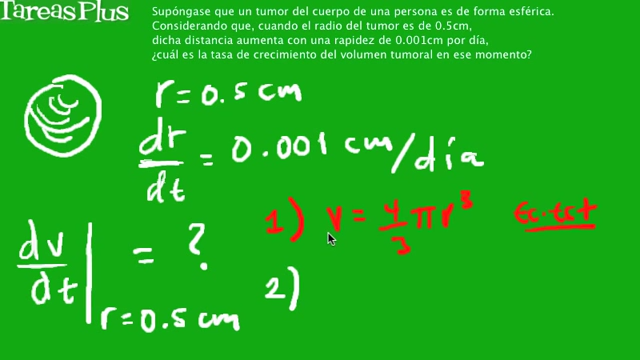 TareasPlus
Supóngase que un tumor del cuerpo de una persona es de forma esférica.
Considerando que, cuando el radio del tumor es de 0.5cm,
dicha distancia aumenta con una rapidez de 0.001cm por día,
¿cuál es la tasa de crecimiento del volumen tumoral en ese momento?
r = 0.5 cm
dr/dt = 0.001 cm/día
1) V = 4/3 πr³
dv/dt | r = 0.5 cm = ?
2)